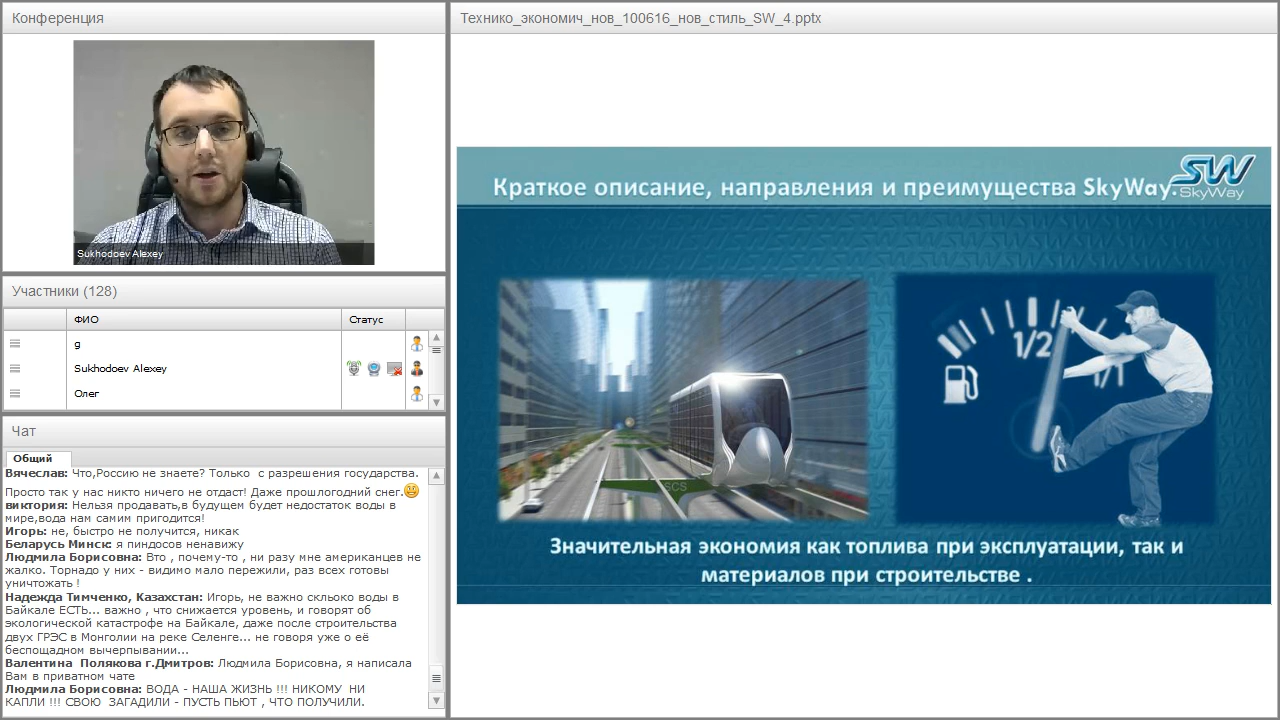 Конференция
Sukhodoev Alexey
Участники (128)
ФИО
Статус
g
Sukhodoev Alexey
Олег
Чат
Общий
Вячеслав: Что,Россию не знаете? Только с разрешения государства.
Просто так у нас никто ничего не отдаст! Даже прошлогодний снег.
виктория: Нельзя продавать,в будущем будет недостаток воды в
мире,вода нам самим пригодится!
Игорь: не, быстро не получится, никак
Беларусь Минск: я пиндосов ненавижу
Людмила Борисовна: Вто , почему-то , ни разу мне американцев не
жалко. Торнадо у них - видимо мало пережили, раз всех готовы
уничтожать !
Надежда Тимченко, Казахстан: Игорь, не важно скльоко воды в
Байкале ЕСТЬ... важно , что снижается уровень, и говорят об
экологической катастрофе на Байкале, даже после строительства
двух ГРЭС в Монголии на реке Селенге... не говоря уже о её
беспощадном вычерпывании...
Валентина Полякова г.Дмитров: Людмила Борисовна, я написала
Вам в приватном чате
Людмила Борисовна: ВОДА - НАША ЖИЗНЬ !!! НИКОМУ НИ
КАПЛИ !!! СВОЮ ЗАГАДИЛИ - ПУСТЬ ПЬЮТ , ЧТО ПОЛУЧИЛИ.
Технико_экономич_нов_100616_нов_стиль_SW_4.pptx
Краткое описание, направления и преимущества SkyWay.
SW
SkyWay
SCS
1/2
1/1
Значительная экономия как топлива при эксплуатации, так и
материалов при строительстве .